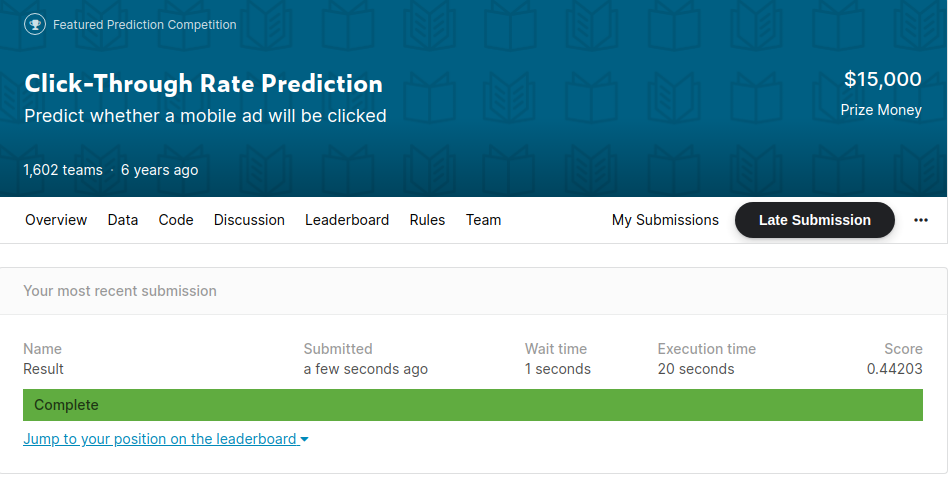 Featured Prediction Competition
Click-Through Rate Prediction
$15,000
Predict whether a mobile ad will be clicked
Prize Money
1,602 teams · 6 years ago
Overview Data Code Discussion Leaderboard Rules Team My Submissions Late Submission ···
Your most recent submission
Name Submitted Wait time Execution time Score
Result a few seconds ago 1 seconds 20 seconds 0.44203
Complete
Jump to your position on the leaderboard